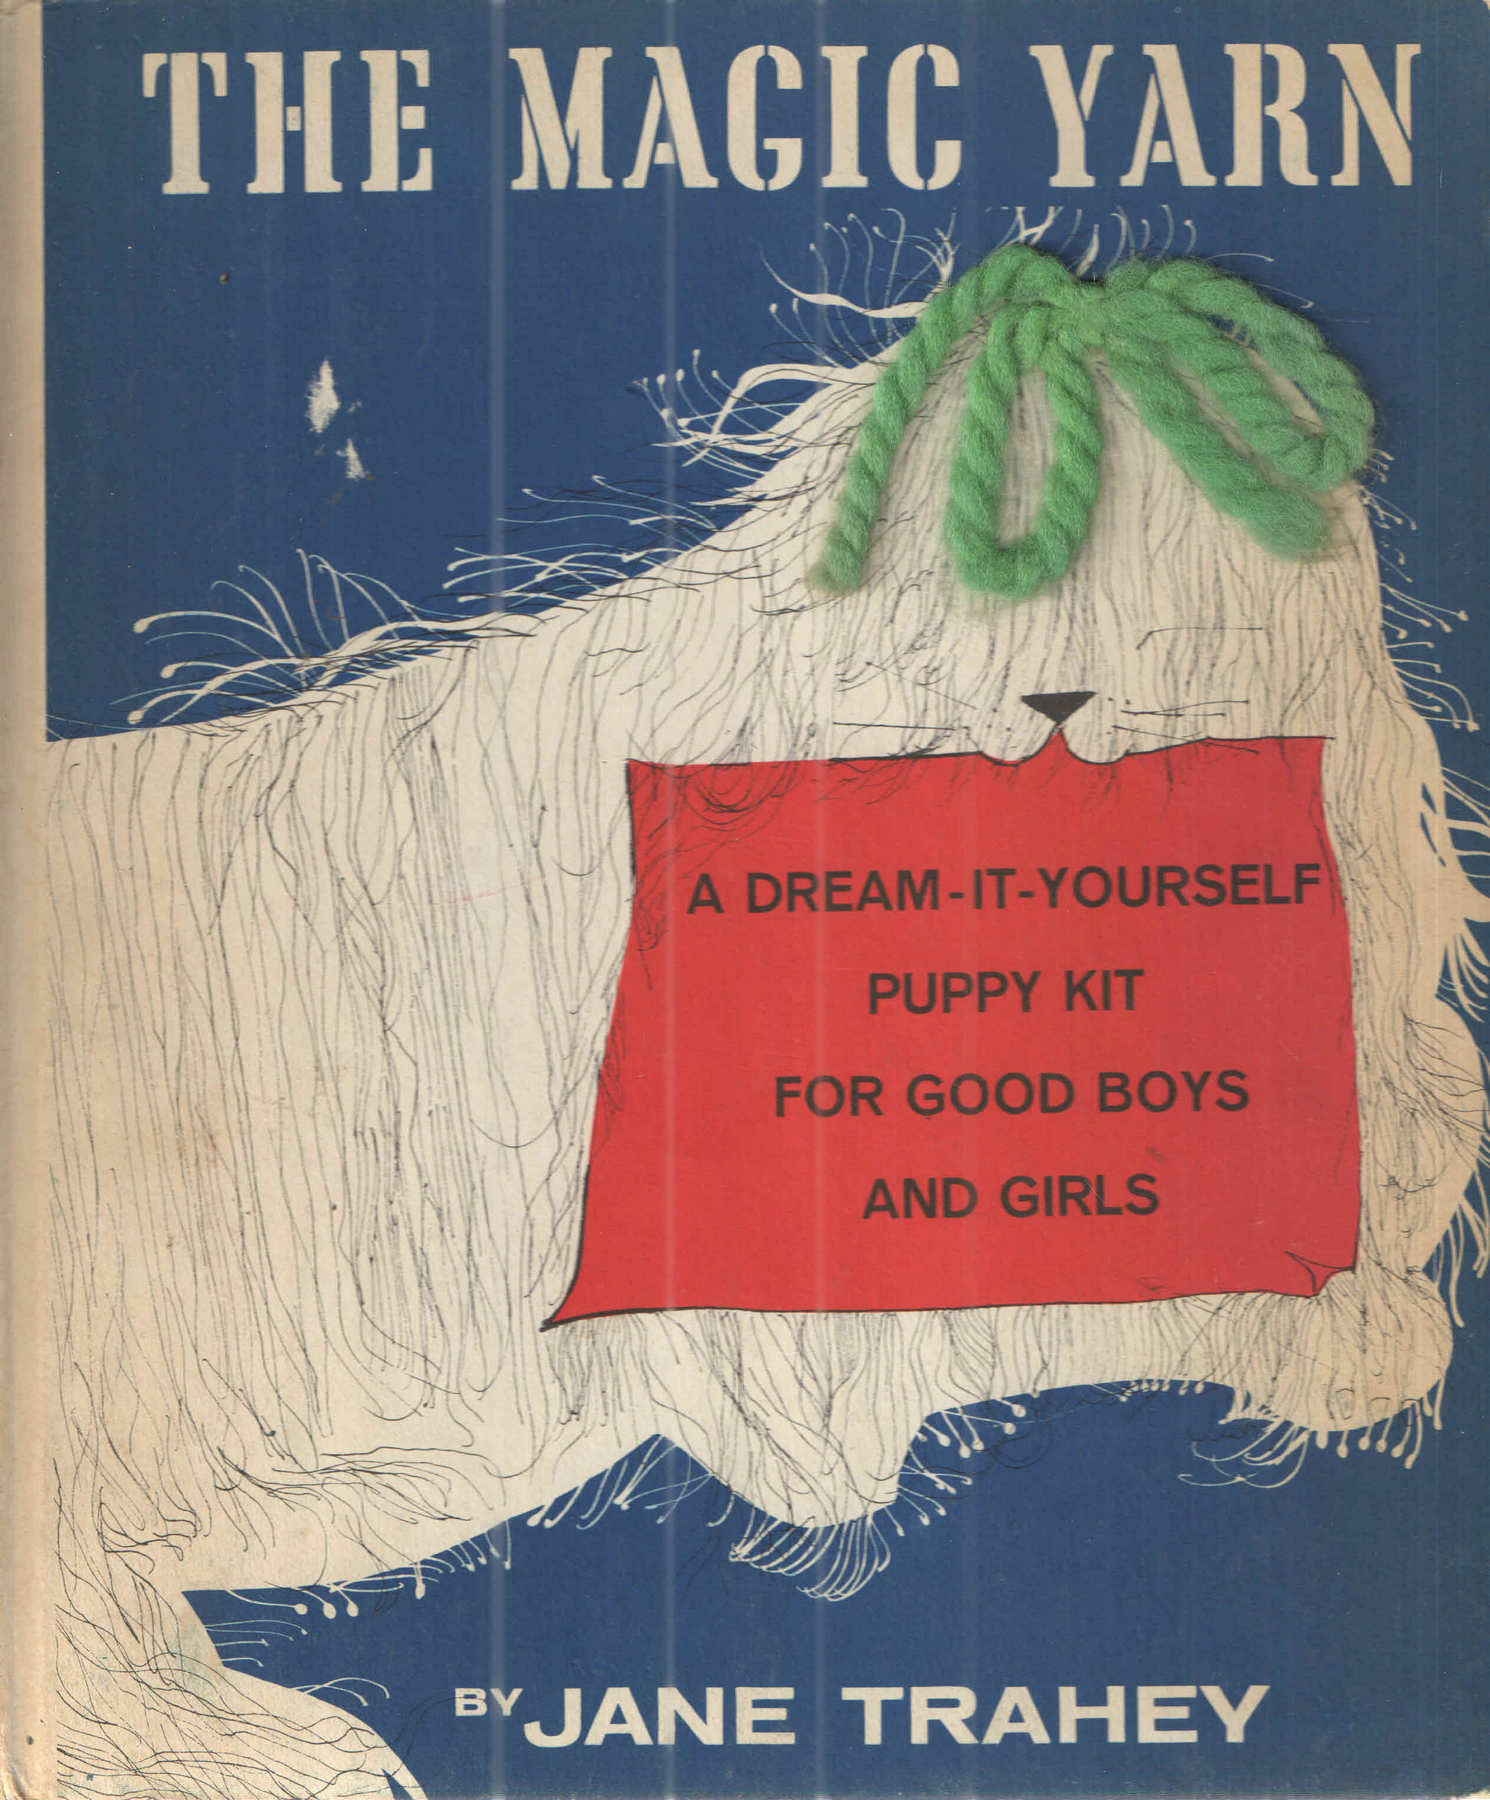 THE MAGIC YARN
A DREAM-IT-YOURSELF
PUPPY KIT
FOR GOOD BOYS
AND GIRLS
BY JANE TRAHEY